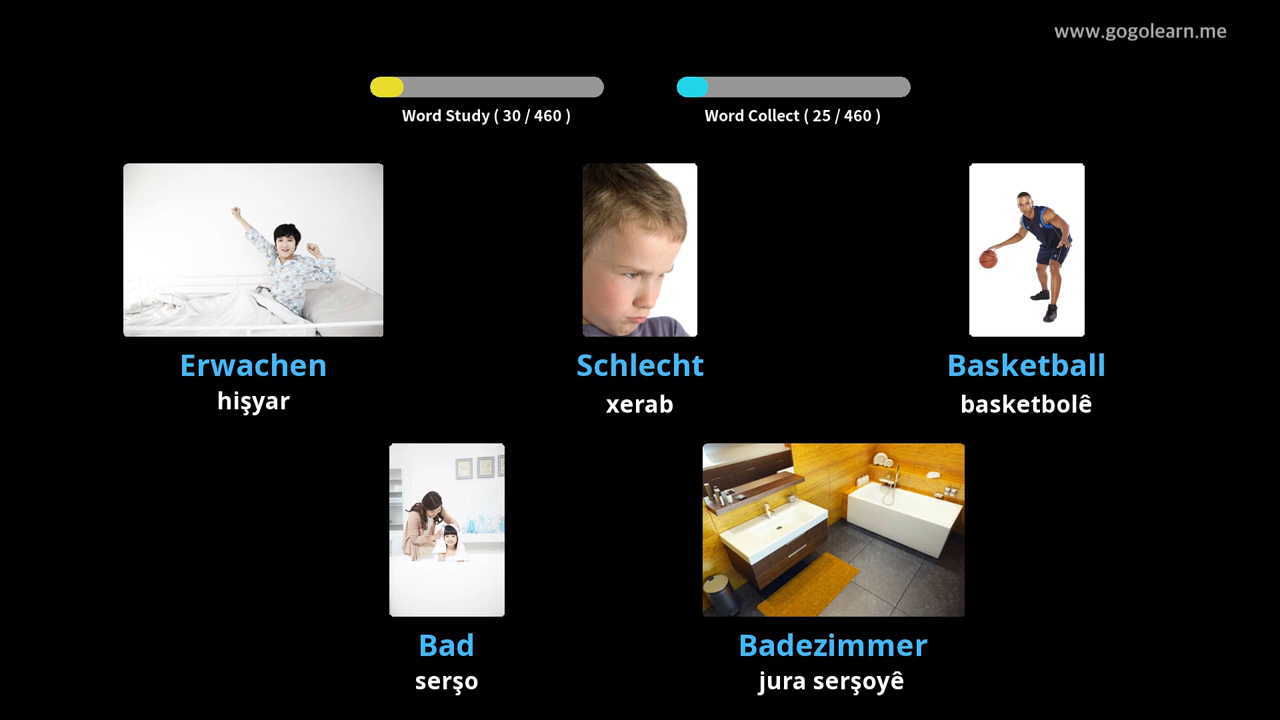 www.gogolearn.me
Word Study ( 30 / 460 )
Word Collect ( 25 / 460 )
Erwachen
hişyar
Schlecht
xerab
Basketball
basketbolê
Bad
serşo
Badezimmer
jura serşoyê